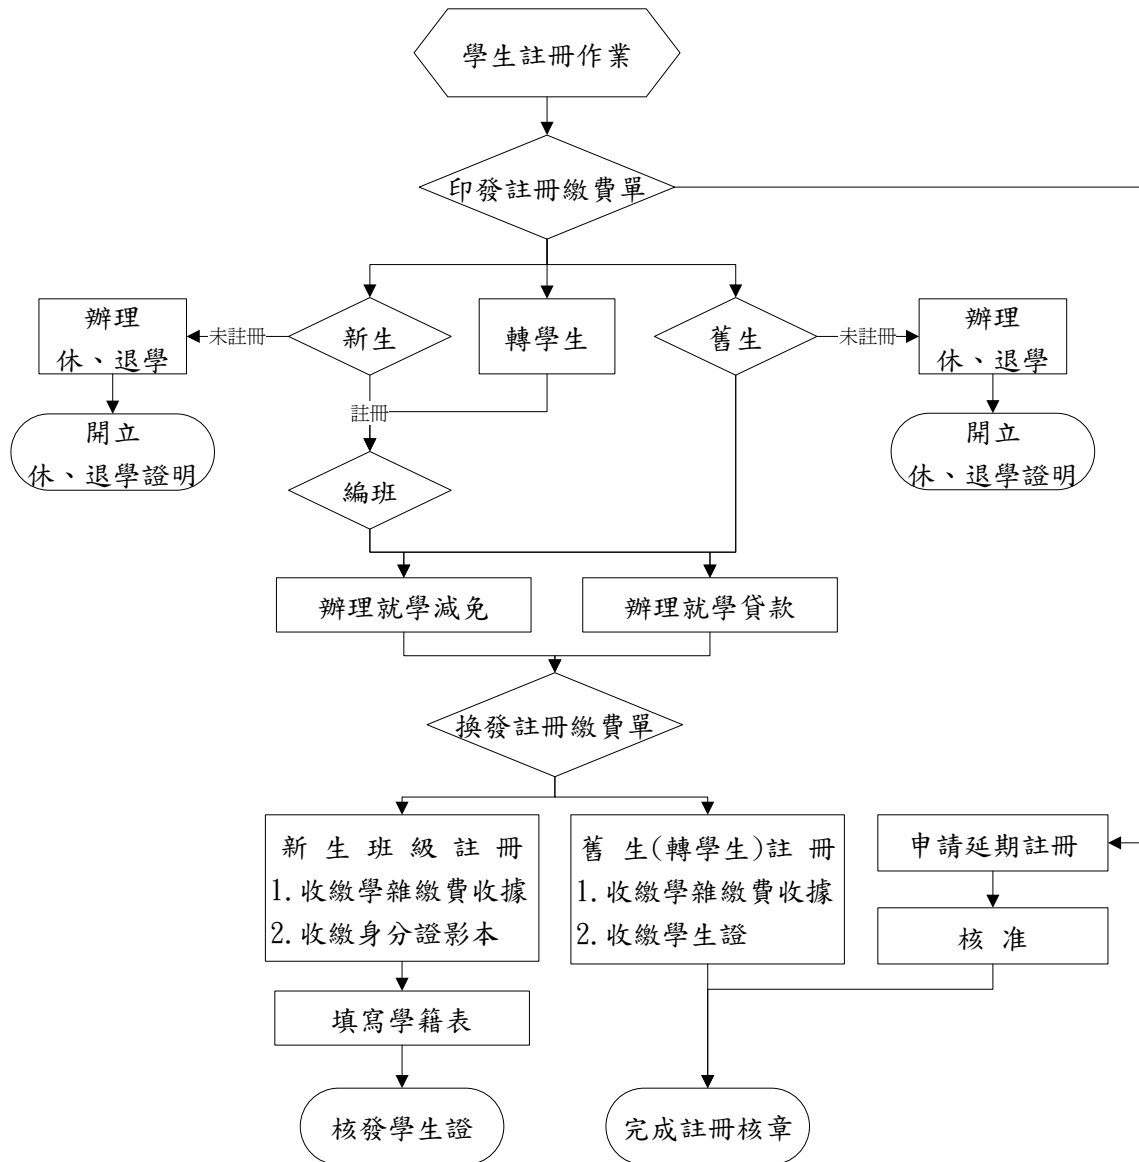 學生註冊作業
印發註冊繳費單
辦理
休、退學
未註冊
新生
轉學生
舊生
未註冊
辦理
休、退學
註冊
開立
休、退學證明
開立
休、退學證明
編班
辦理就學減免
辦理就學貸款
換發註冊繳費單
新 生 班 級 註 冊
1.收繳學雜繳費收據
2.收繳身分證影本
舊 生(轉學生)註 冊
1.收繳學雜繳費收據
2.收繳學生證
申請延期註冊
核 准
填寫學籍表
核發學生證
完成註冊核章